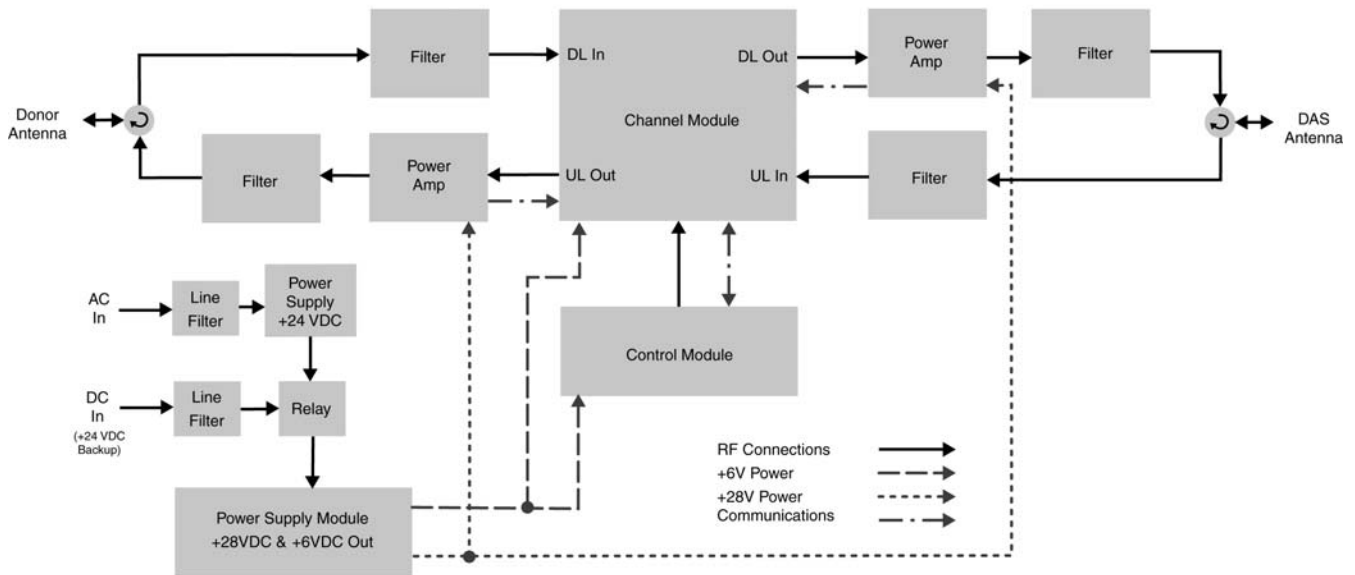 Filter
DL In
DL Out
Power
Amp
Filter
Donor
Antenna
Channel Module
DAS
Antenna
Filter
Power
Amp
UL Out
UL In
Filter
AC
In
Line
Filter
Power
Supply
+24 VDC
Control Module
DC
In
(+24 VDC
Backup)
Line
Filter
Relay
RF Connections
+6V Power
+28V Power
Communications
Power Supply Module
+28VDC & +6VDC Out